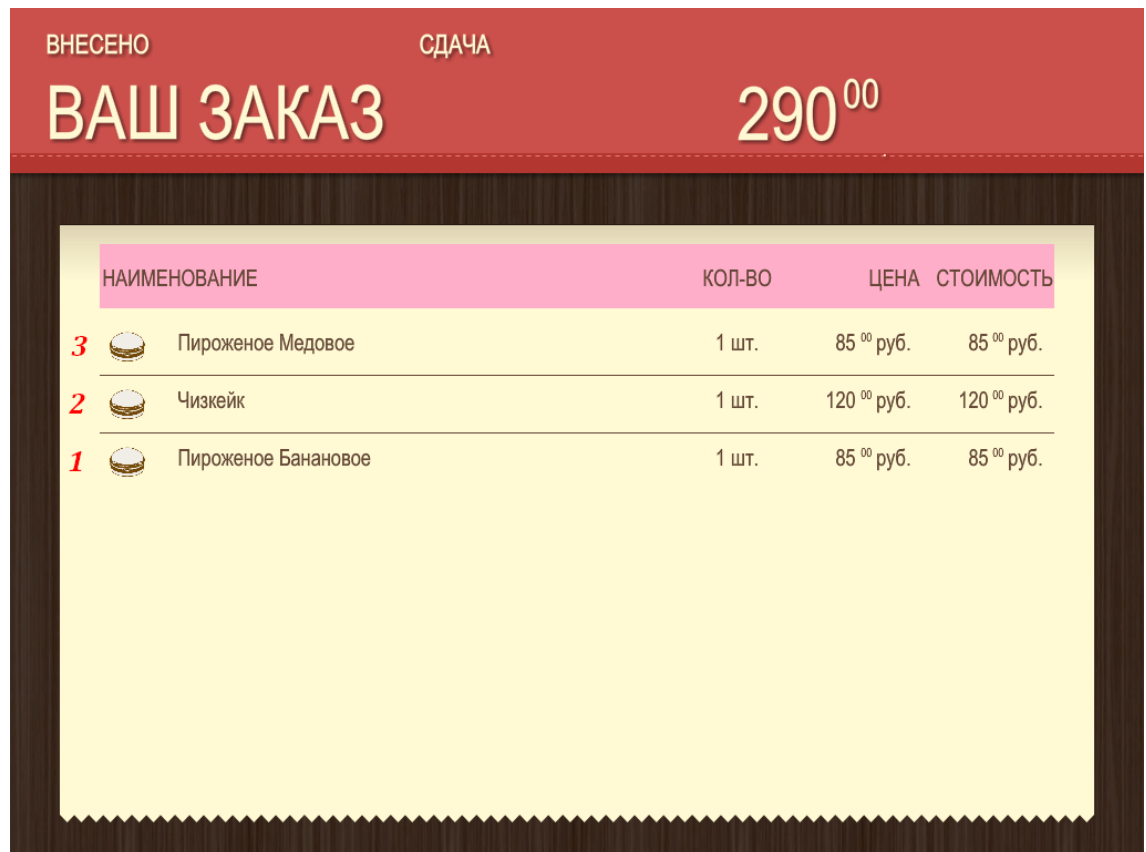 ВНЕСЕНО СДАЧА
ВАШ ЗАКАЗ 290 00
НАИМЕНОВАНИЕ КОЛ-ВО ЦЕНА СТОИМОСТЬ
3 Пироженое Медовое 1 шт. 85 00 руб. 85 00 руб.
2 Чизкейк 1 шт. 120 00 руб. 120 00 руб.
1 Пироженое Банановое 1 шт. 85 00 руб. 85 00 руб.